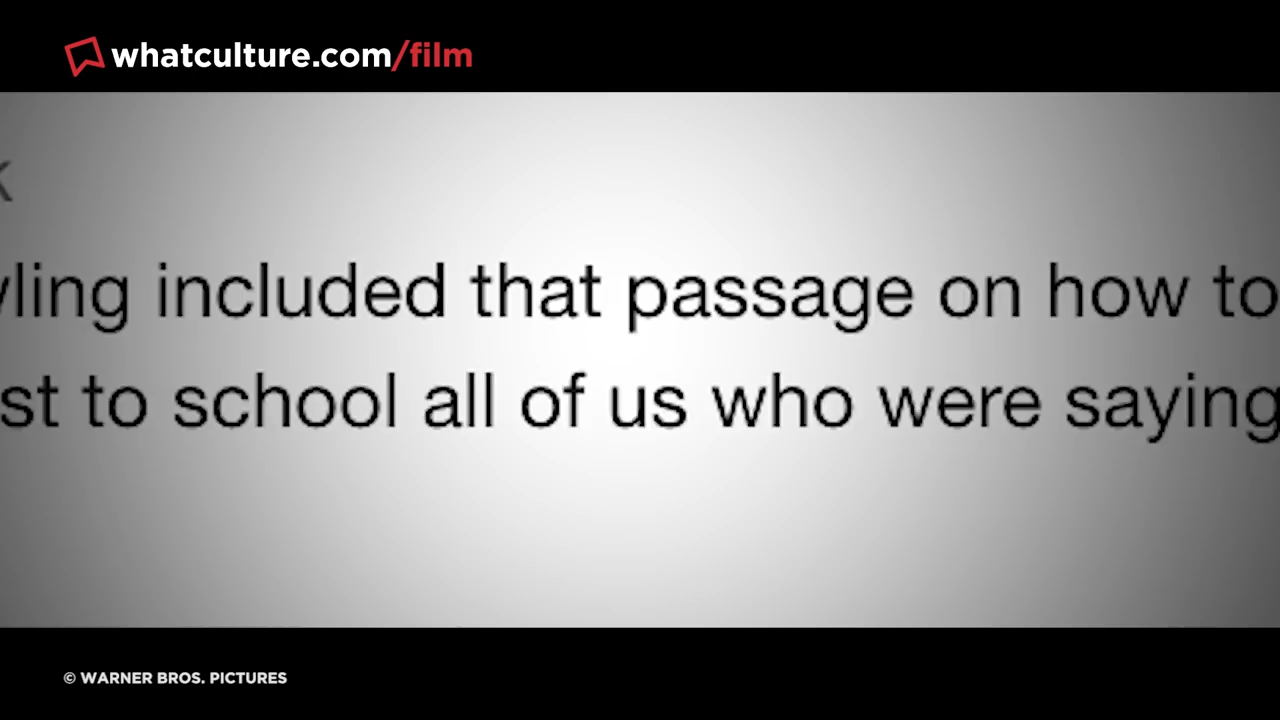 whatculture.com/film
k
wling included that passage on how to
st to school all of us who were saying
© WARNER BROS. PICTURES